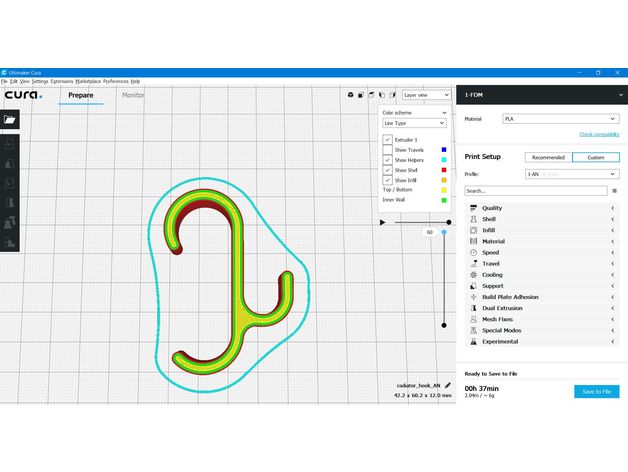 Ultimaker Cura
File Edit View Settings Extensions Marketplace Preferences Help
cura.
Prepare
Monitor
Layer view
1-FDM
Color scheme
Line Type
Extruder 1
Show Travels
Show Helpers
Show Shell
Show Infill
Top / Bottom
Inner Wall
60
Material
PLA
Check compatibility
Print Setup
Recommended
Custom
Profile:
1-AN
Search...
Quality
Shell
Infill
Material
Speed
Travel
Cooling
Support
Build Plate Adhesion
Dual Extrusion
Mesh Fixes
Special Modes
Experimental
radiator_hook_AN
42.2 x 60.2 x 12.0 mm
Ready to Save to File
00h 37min
2.04m / ~ 6g
Save to File